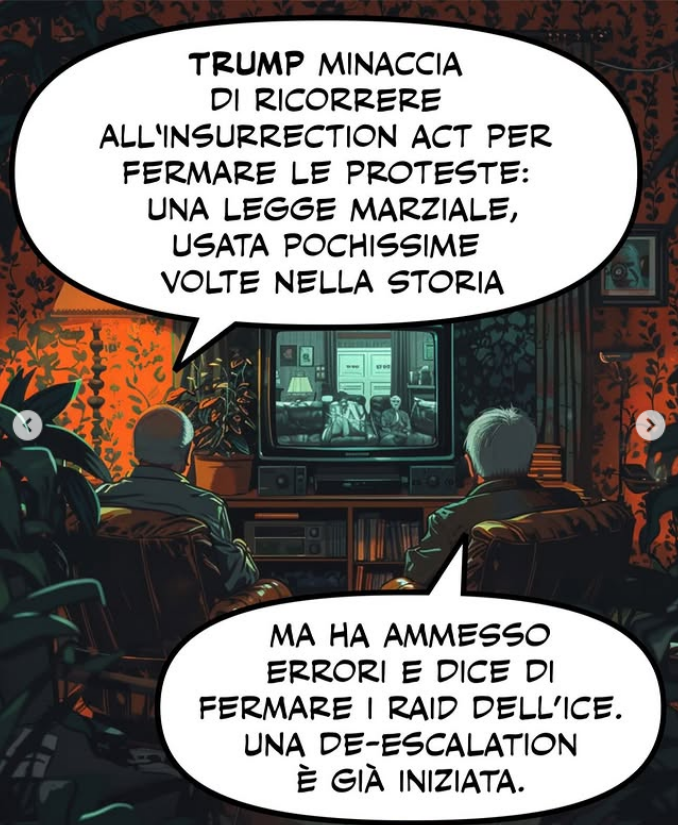 TRUMP MINACCIA
DI RICORRERE
ALL'INSURRECTION ACT PER
FERMARE LE PROTESTE:
UNA LEGGE MARZIALE,
USATA POCHISSIME
VOLTE NELLA STORIA
MA HA AMMESSO
ERRORI E DICE DI
FERMARE I RAID DELL'ICE.
UNA DE-ESCALATION
È GIÀ INIZIATA.